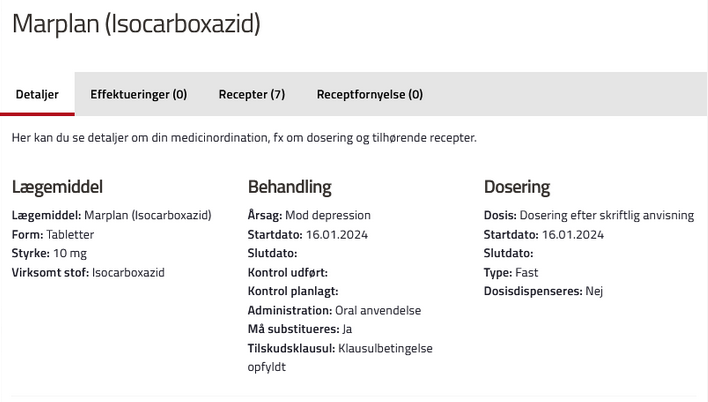 Marplan (Isocarboxazid)
Detaljer
Effektueringer (0)
Recepter (7)
Receptfornyelse (0)
Her kan du se detaljer om din medicinordination, fx om dosering og tilhørende recepter.
Lægemiddel
Lægemiddel: Marplan (Isocarboxazid)
Form: Tabletter
Styrke: 10 mg
Virksomt stof: Isocarboxazid
Behandling
Årsag: Mod depression
Startdato: 16.01.2024
Slutdato:
Kontrol udført:
Kontrol planlagt:
Administration: Oral anvendelse
Må substitueres: Ja
Tilskudsklausul: Klausulbetingelse
opfyldt
Dosering
Dosis: Dosering efter skriftlig anvisning
Startdato: 16.01.2024
Slutdato:
Type: Fast
Dosisdispenseres: Nej